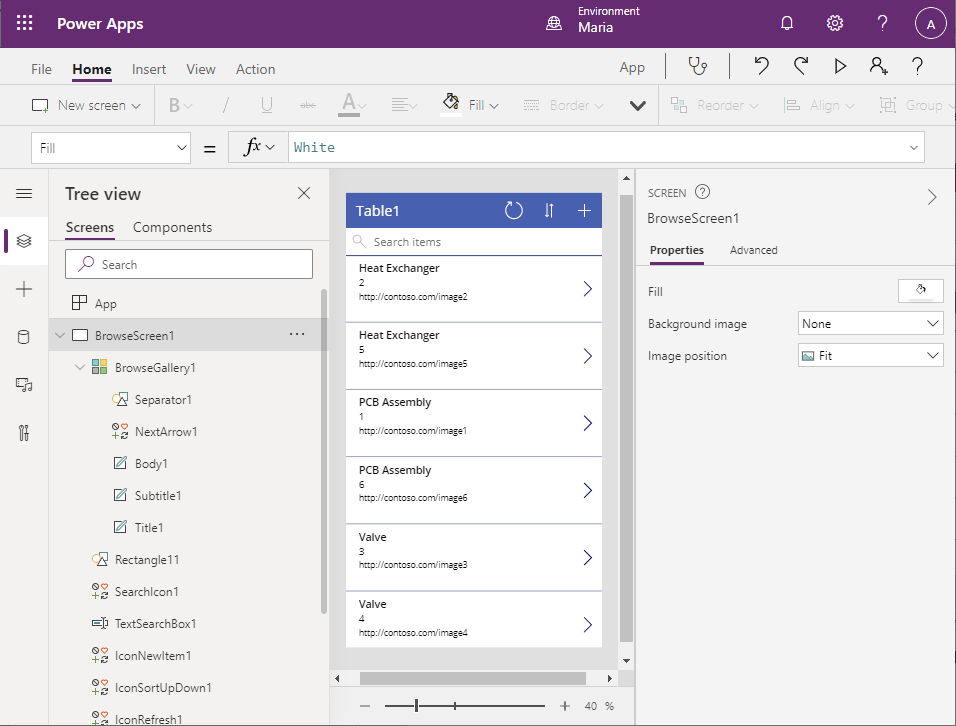 Power Apps
Environment
Maria
?
A
File Home Insert View Action App ?
New screen B / U abc A Fill Border Reorder Align Group
Fill = fx White
Tree view
Screens Components
Search
App
BrowseScreen1 ...
BrowseGallery1
Separator1
NextArrow1
Body1
Subtitle1
Title1
Rectangle11
SearchIcon1
TextSearchBox1
IconNewItem1
IconSortUpDown1
IconRefresh1
Table1
Search items
Heat Exchanger
2
http://contoso.com/image2
Heat Exchanger
5
http://contoso.com/image5
PCB Assembly
1
http://contoso.com/image1
PCB Assembly
6
http://contoso.com/image6
Valve
3
http://contoso.com/image3
Valve
4
http://contoso.com/image4
40 %
SCREEN ?
BrowseScreen1
Properties Advanced
Fill
Background image None
Image position Fit